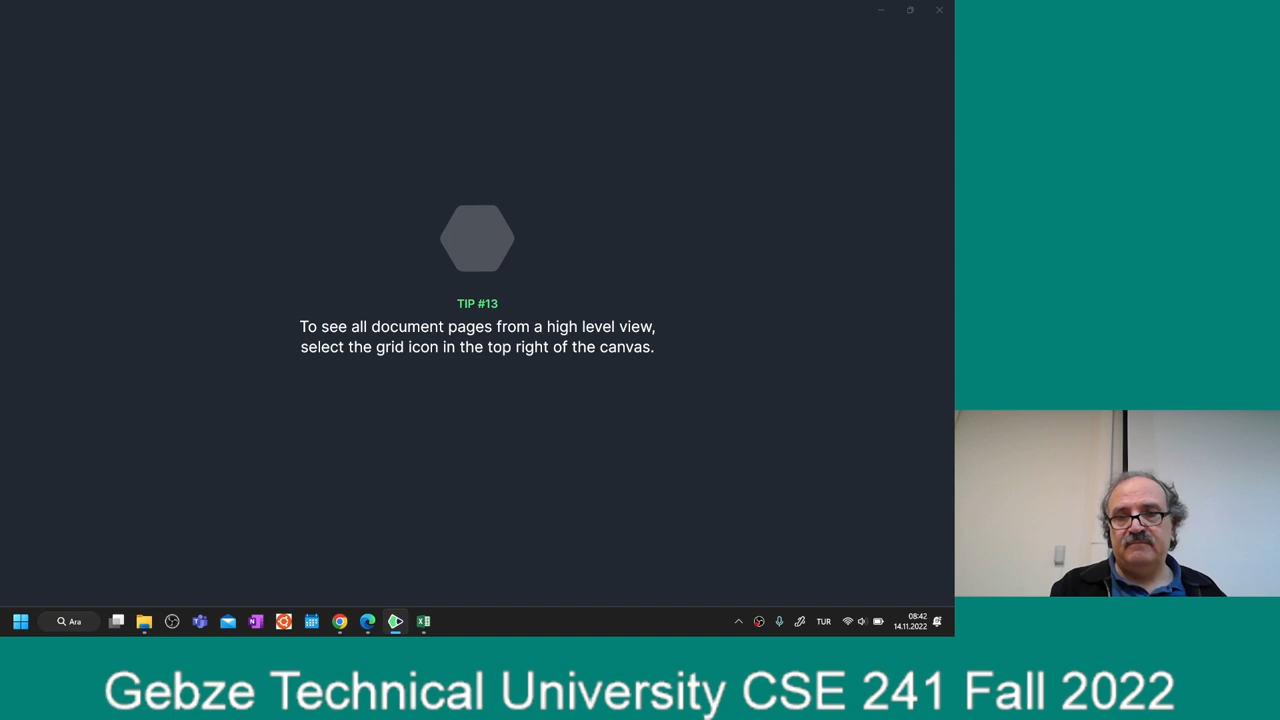 TIP #13
To see all document pages from a high level view,
select the grid icon in the top right of the canvas.
Ara
TUR
08:42
14.11.2022
Gebze Technical University CSE 241 Fall 2022